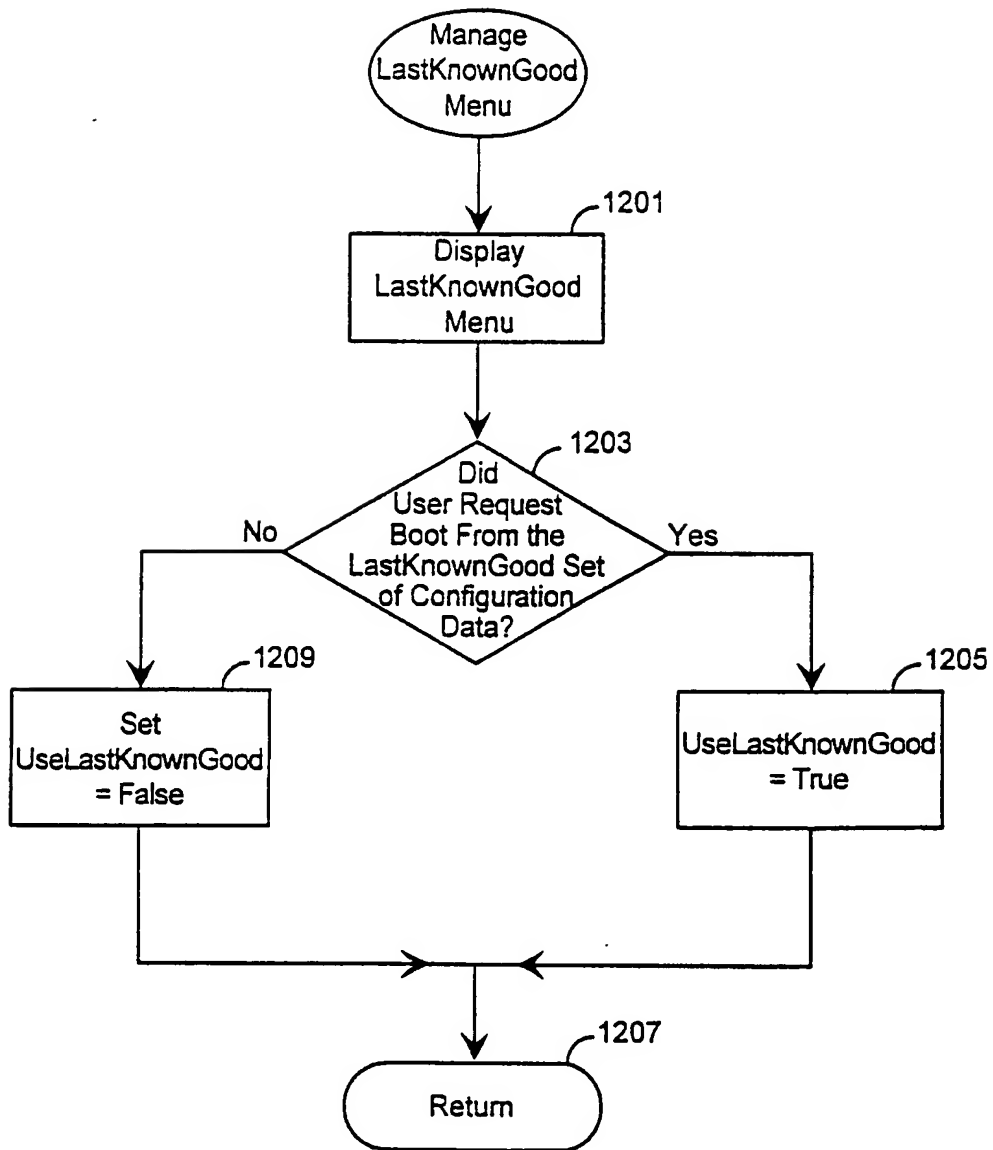 Manage
LastKnownGood
Menu
1201
Display
LastKnownGood
Menu
1203
Did
User Request
Boot From the
LastKnownGood Set
of Configuration
Data?
No
Yes
1209
Set
UseLastKnownGood
= False
1205
UseLastKnownGood
= True
1207
Return